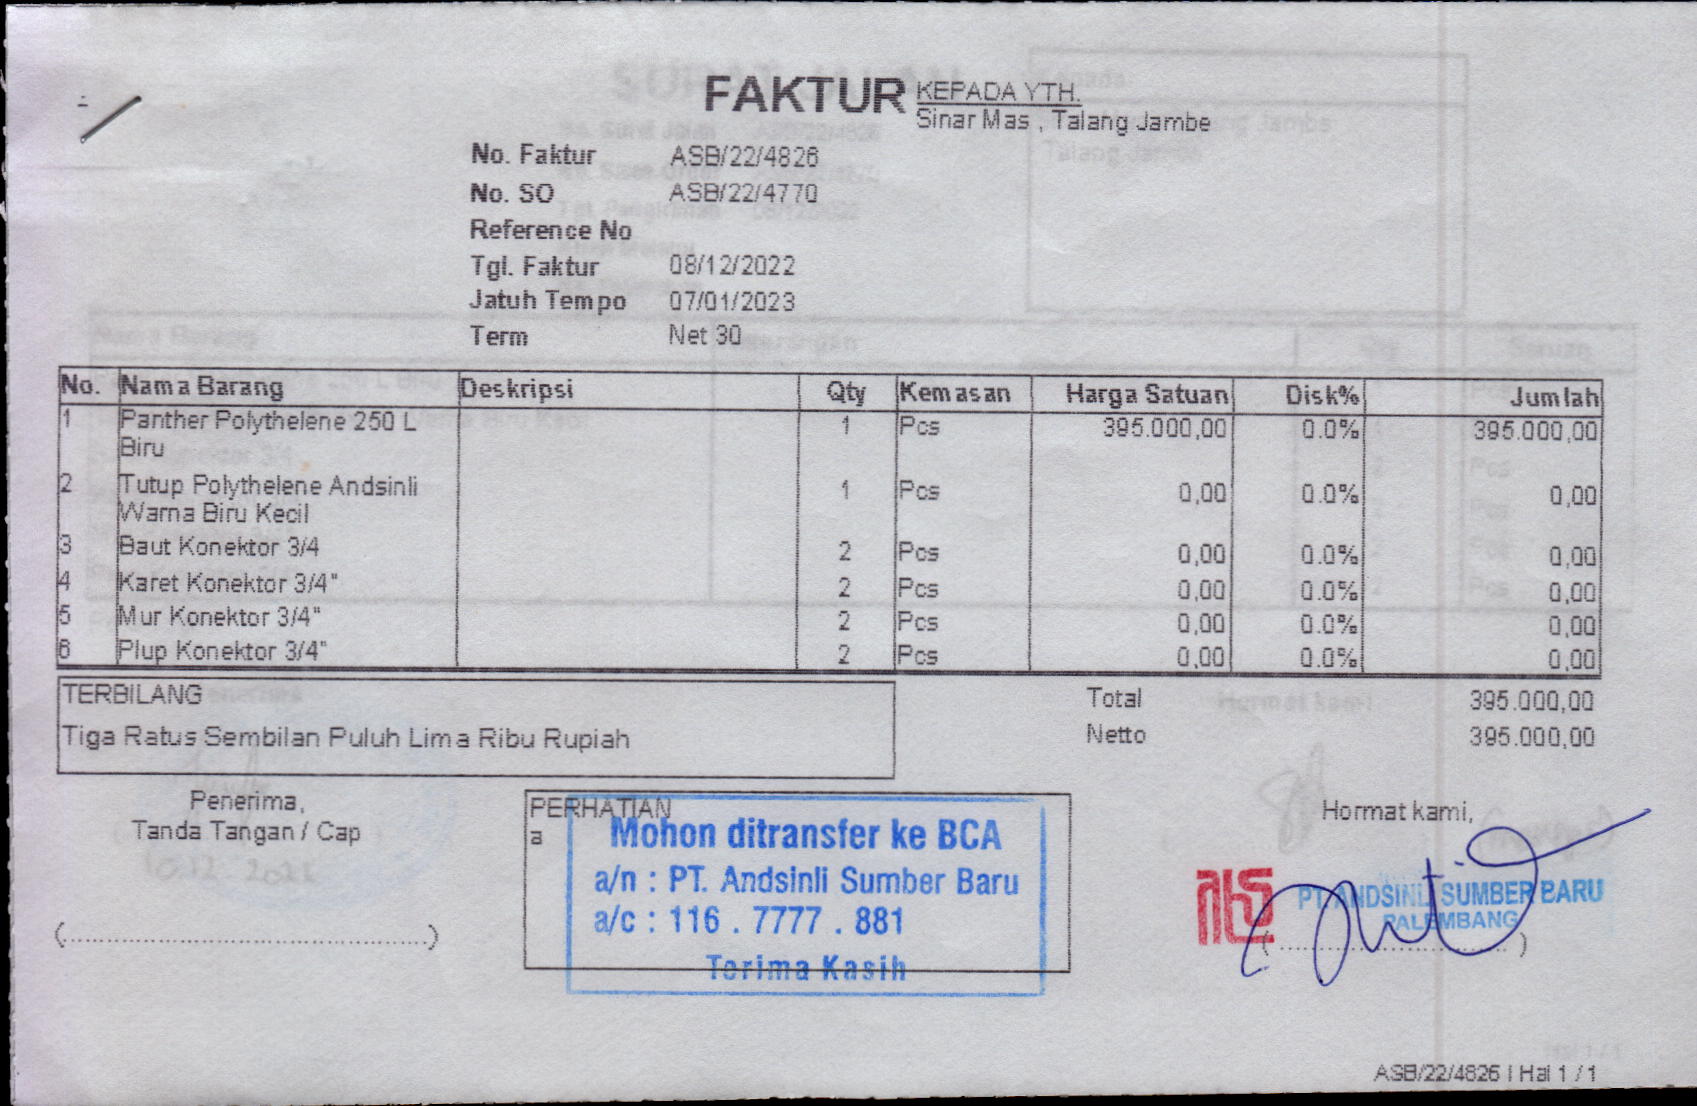 FAKTUR
KEPADA YTH.
Sinar Mas , Talang Jambe
No. Faktur ASB/22/4826
No. SO ASB/22/4770
Reference No
Tgl. Faktur 08/12/2022
Jatuh Tempo 07/01/2023
Term Net 30
No. Nama Barang Deskripsi Qty Kemasan Harga Satuan Disk% Jumlah
1 Panther Polythelene 250 L 1 Pcs 395.000,00 0.0% 395.000,00
Biru
2 Tutup Polythelene Andsinli 1 Pcs 0,00 0.0% 0,00
Warna Biru Kecil
3 Baut Konektor 3/4 2 Pcs 0,00 0.0% 0,00
4 Karet Konektor 3/4" 2 Pcs 0,00 0.0% 0,00
5 Mur Konektor 3/4" 2 Pcs 0,00 0.0% 0,00
6 Plup Konektor 3/4" 2 Pcs 0,00 0.0% 0,00
TERBILANG
Tiga Ratus Sembilan Puluh Lima Ribu Rupiah
Total 395.000,00
Netto 395.000,00
Penerima,
Tanda Tangan / Cap
(...............................................)
PERHATIAN
a
Mohon ditransfer ke BCA
a/n : PT. Andsinli Sumber Baru
a/c : 116 . 7777 . 881
Terima Kasih
Hormat kami,
PT. ANDSINLI SUMBER BARU
PALEMBANG
( ............................... )
ASB/22/4826 | Hal 1 / 1